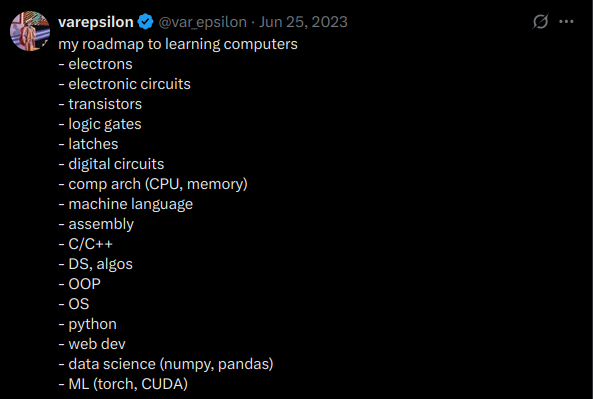 varepsilon @var_epsilon · Jun 25, 2023
my roadmap to learning computers
- electrons
- electronic circuits
- transistors
- logic gates
- latches
- digital circuits
- comp arch (CPU, memory)
- machine language
- assembly
- C/C++
- DS, algos
- OOP
- OS
- python
- web dev
- data science (numpy, pandas)
- ML (torch, CUDA)